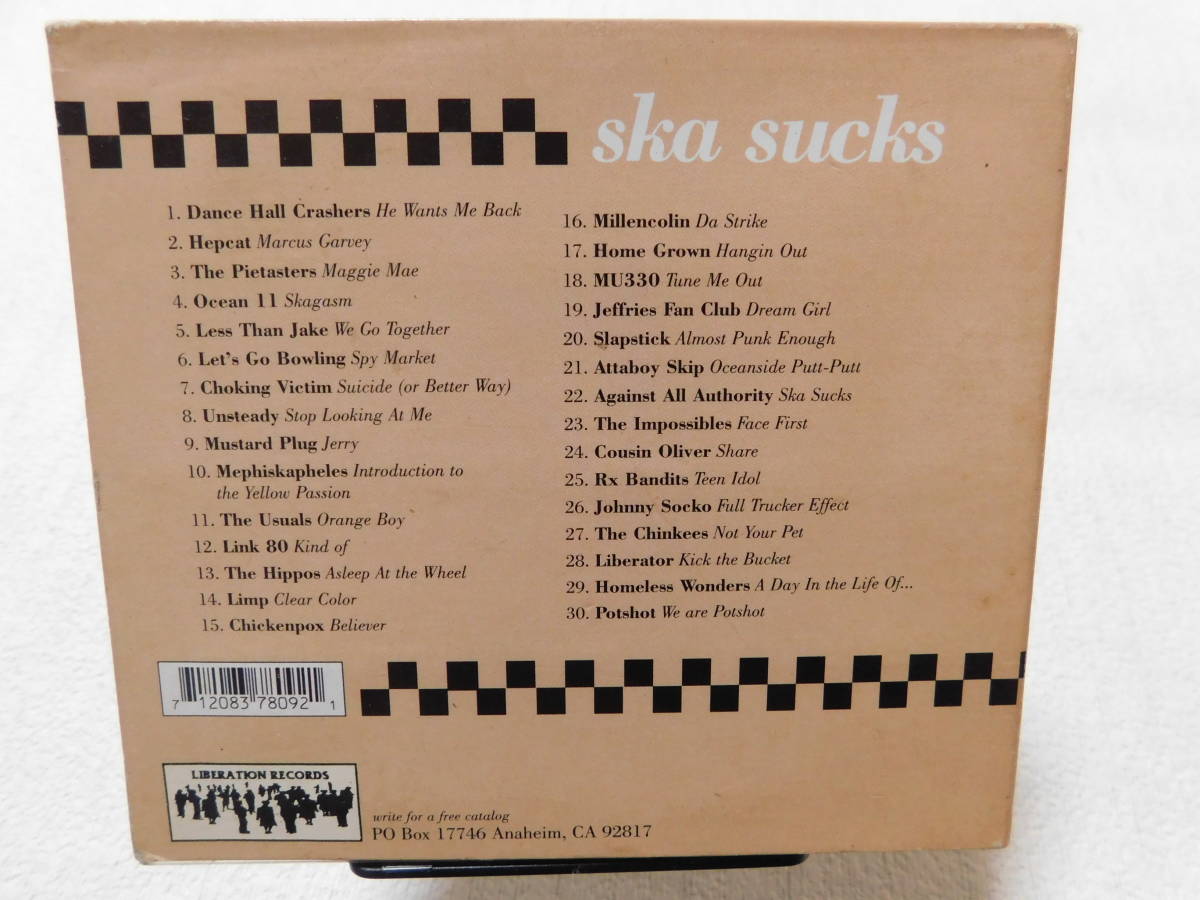 ska sucks
1. Dance Hall Crashers He Wants Me Back
2. Hepcat Marcus Garvey
3. The Pietasters Maggie Mae
4. Ocean 11 Skagasm
5. Less Than Jake We Go Together
6. Let's Go Bowling Spy Market
7. Choking Victim Suicide (or Better Way)
8. Unsteady Stop Looking At Me
9. Mustard Plug Jerry
10. Mephiskapheles Introduction to
the Yellow Passion
11. The Usuals Orange Boy
12. Link 80 Kind of
13. The Hippos Asleep At the Wheel
14. Limp Clear Color
15. Chickenpox Believer
16. Millencolin Da Strike
17. Home Grown Hangin Out
18. MU330 Tune Me Out
19. Jeffries Fan Club Dream Girl
20. Slapstick Almost Punk Enough
21. Attaboy Skip Oceanside Putt-Putt
22. Against All Authority Ska Sucks
23. The Impossibles Face First
24. Cousin Oliver Share
25. Rx Bandits Teen Idol
26. Johnny Socko Full Trucker Effect
27. The Chinkees Not Your Pet
28. Liberator Kick the Bucket
29. Homeless Wonders A Day In the Life Of...
30. Potshot We are Potshot
7 12083 78092 1
LIBERATION RECORDS
write for a free catalog
PO Box 17746 Anaheim, CA 92817